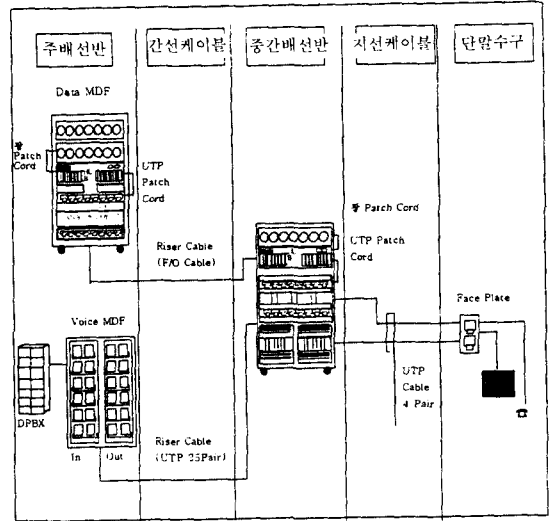 주배선반
간선케이블
중간배선반
지선케이블
단말수구
Data MDF
광
Patch
Cord
UTP
Patch
Cord
광 Patch Cord
UTP Patch
Cord
Riser Cable
(F/O Cable)
Face Plate
Voice MDF
UTP
Cable
4 Pair
DPBX
In
Out
Riser Cable
(UTP 25Pair)